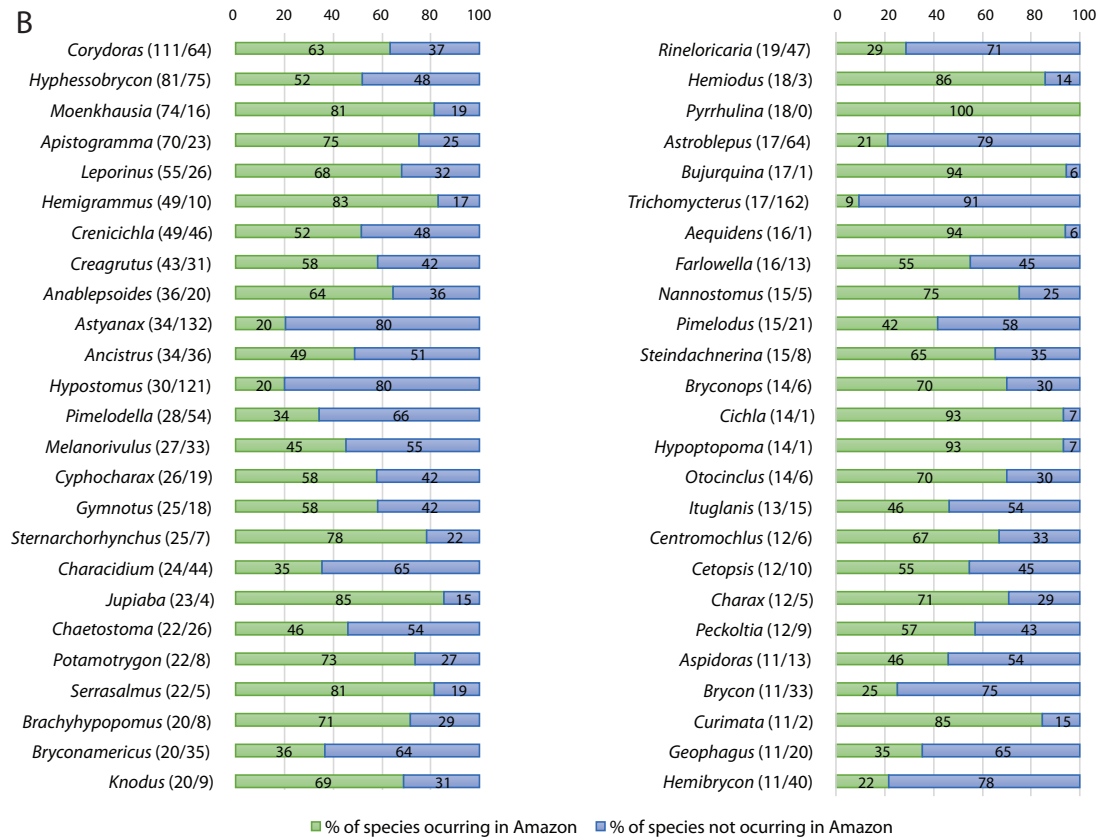 B
0 20 40 60 80 100
Corydoras (111/64) 63 37
Hyphessobrycon (81/75) 52 48
Moenkhausia (74/16) 81 19
Apistogramma (70/23) 75 25
Leporinus (55/26) 68 32
Hemigrammus (49/10) 83 17
Crenicichla (49/46) 52 48
Creagrutus (43/31) 58 42
Anablepsoides (36/20) 64 36
Astyanax (34/132) 20 80
Ancistrus (34/36) 49 51
Hypostomus (30/121) 20 80
Pimelodella (28/54) 34 66
Melanorivulus (27/33) 45 55
Cyphocharax (26/19) 58 42
Gymnotus (25/18) 58 42
Sternarchorhynchus (25/7) 78 22
Characidium (24/44) 35 65
Jupiaba (23/4) 85 15
Chaetostoma (22/26) 46 54
Potamotrygon (22/8) 73 27
Serrasalmus (22/5) 81 19
Brachyhypopomus (20/8) 71 29
Bryconamericus (20/35) 36 64
Knodus (20/9) 69 31
0 20 40 60 80 100
Rineloricaria (19/47) 29 71
Hemiodus (18/3) 86 14
Pyrrhulina (18/0) 100
Astroblepus (17/64) 21 79
Bujurquina (17/1) 94 6
Trichomycterus (17/162) 9 91
Aequidens (16/1) 94 6
Farlowella (16/13) 55 45
Nannostomus (15/5) 75 25
Pimelodus (15/21) 42 58
Steindachnerina (15/8) 65 35
Bryconops (14/6) 70 30
Cichla (14/1) 93 7
Hypoptopoma (14/1) 93 7
Otocinclus (14/6) 70 30
Ituglanis (13/15) 46 54
Centromochlus (12/6) 67 33
Cetopsis (12/10) 55 45
Charax (12/5) 71 29
Peckoltia (12/9) 57 43
Aspidoras (11/13) 46 54
Brycon (11/33) 25 75
Curimata (11/2) 85 15
Geophagus (11/20) 35 65
Hemibrycon (11/40) 22 78
% of species ocurring in Amazon % of species not ocurring in Amazon